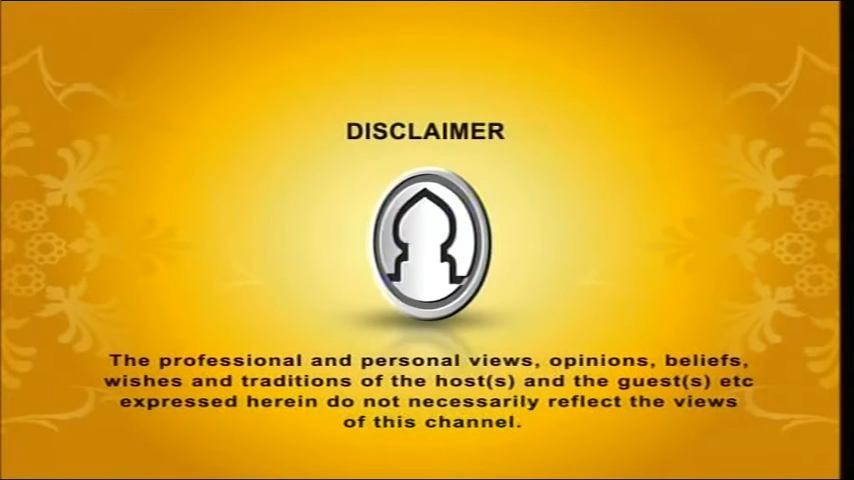 DISCLAIMER
The professional and personal views, opinions, beliefs,
wishes and traditions of the host(s) and the guest(s) etc
expressed herein do not necessarily reflect the views
of this channel.